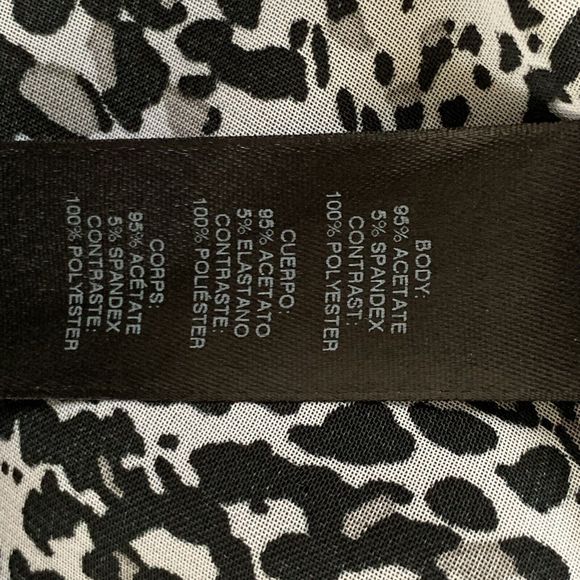 BODY:
95% ACETATE
5% SPANDEX
CONTRAST:
100% POLYESTER
CUERPO:
95% ACETATO
5% ELASTANO
CONTRASTE:
100% POLIÉSTER
CORPS:
95% ACÉTATE
5% SPANDEX
CONTRASTE:
100% POLYESTER